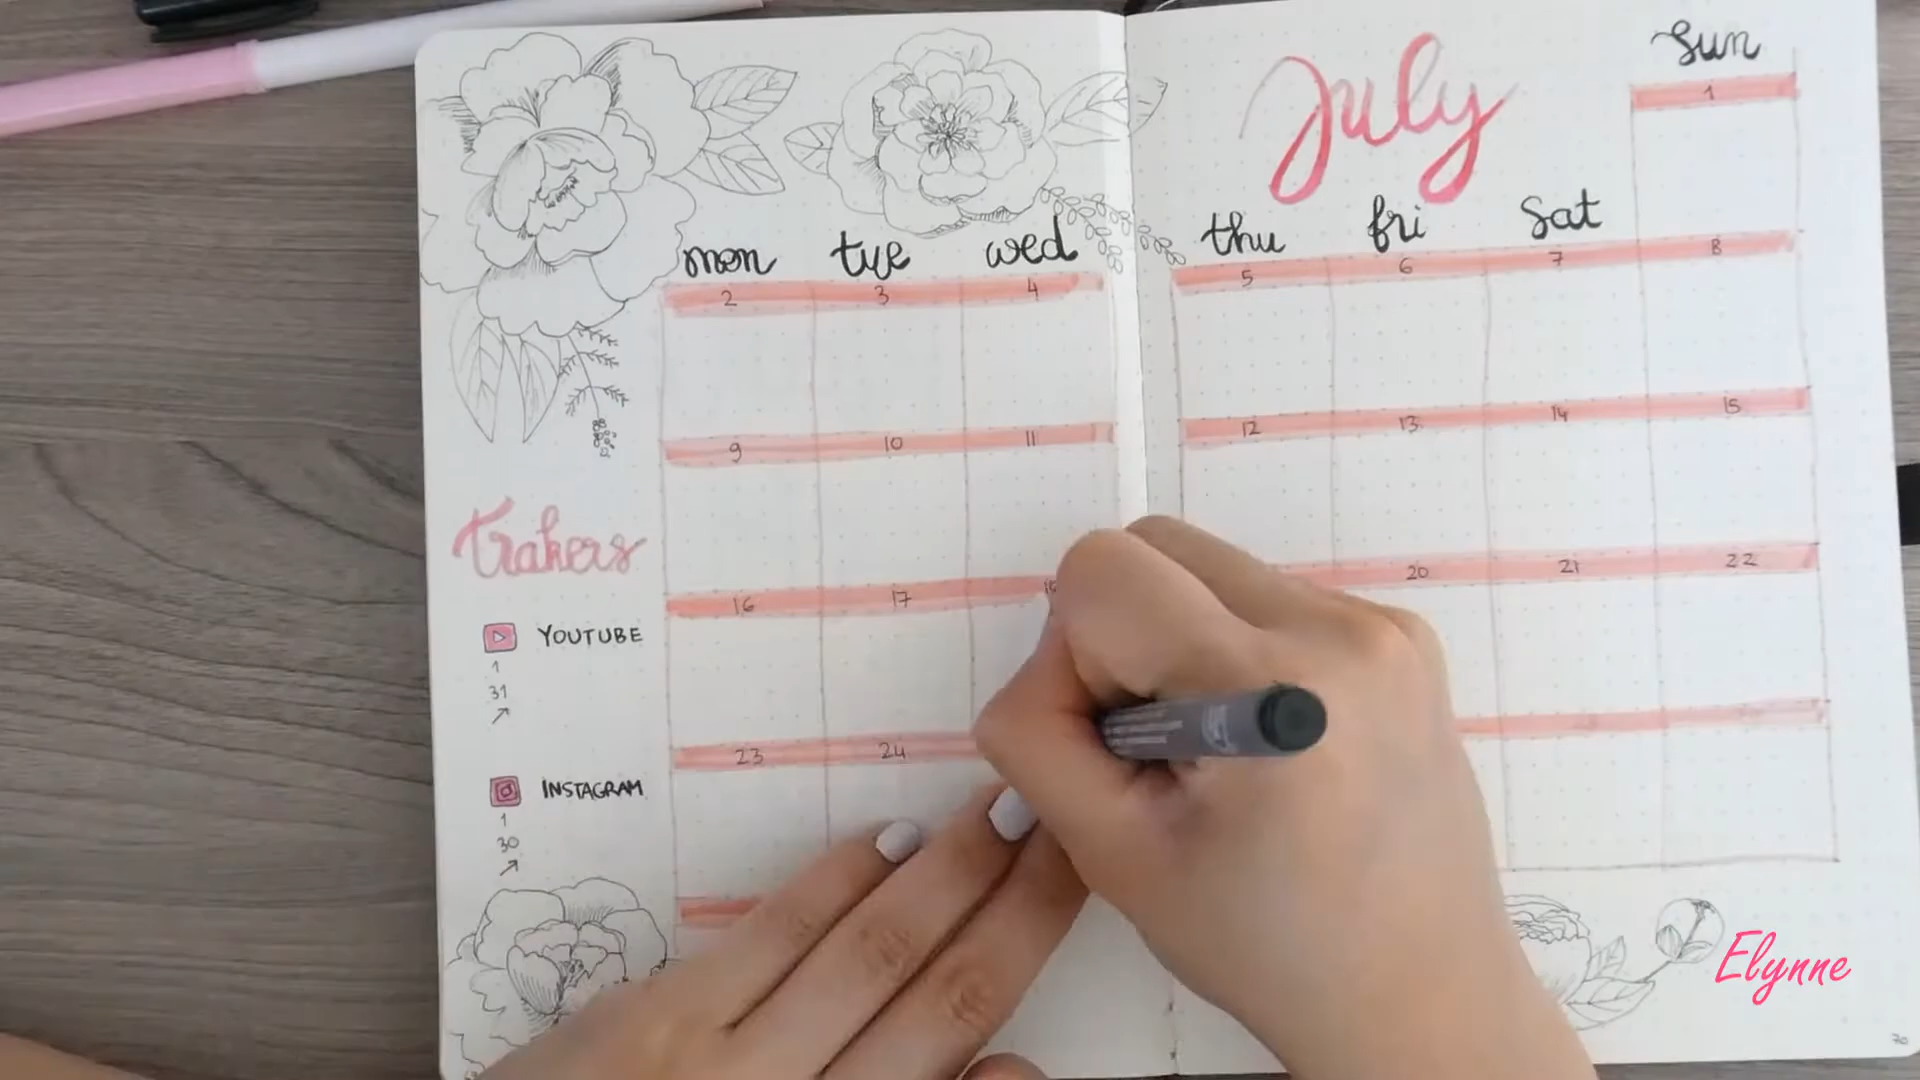 July
sun
1
mon tue wed thu fri sat
2 3 4 5 6 7 8
9 10 11 12 13 14 15
trakers
16 17 20 21 22
YOUTUBE
1
31
23 24
INSTAGRAM
1
30
Elynne
70